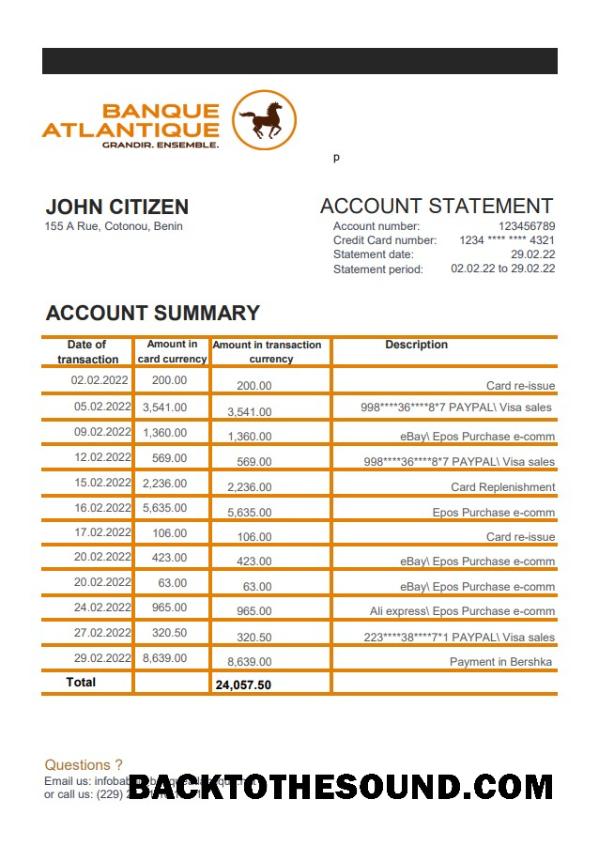 BANQUE
ATLANTIQUE
GRANDIR. ENSEMBLE.
p
JOHN CITIZEN
155 A Rue, Cotonou, Benin
ACCOUNT STATEMENT
Account number: 123456789
Credit Card number: 1234 **** **** 4321
Statement date: 29.02.22
Statement period: 02.02.22 to 29.02.22
ACCOUNT SUMMARY
Date of transaction Amount in card currency Amount in transaction currency Description
02.02.2022 200.00 200.00 Card re-issue
05.02.2022 3,541.00 3,541.00 998****36****8*7 PAYPAL\ Visa sales
09.02.2022 1,360.00 1,360.00 eBay\ Epos Purchase e-comm
12.02.2022 569.00 569.00 998****36****8*7 PAYPAL\ Visa sales
15.02.2022 2,236.00 2,236.00 Card Replenishment
16.02.2022 5,635.00 5,635.00 Epos Purchase e-comm
17.02.2022 106.00 106.00 Card re-issue
20.02.2022 423.00 423.00 eBay\ Epos Purchase e-comm
20.02.2022 63.00 63.00 eBay\ Epos Purchase e-comm
24.02.2022 965.00 965.00 Ali express\ Epos Purchase e-comm
27.02.2022 320.50 320.50 223****38****7*1 PAYPAL\ Visa sales
29.02.2022 8,639.00 8,639.00 Payment in Bershka
Total 24,057.50
Questions ?
Email us:
or call us: (229)
BACKTOTHESOUND.COM